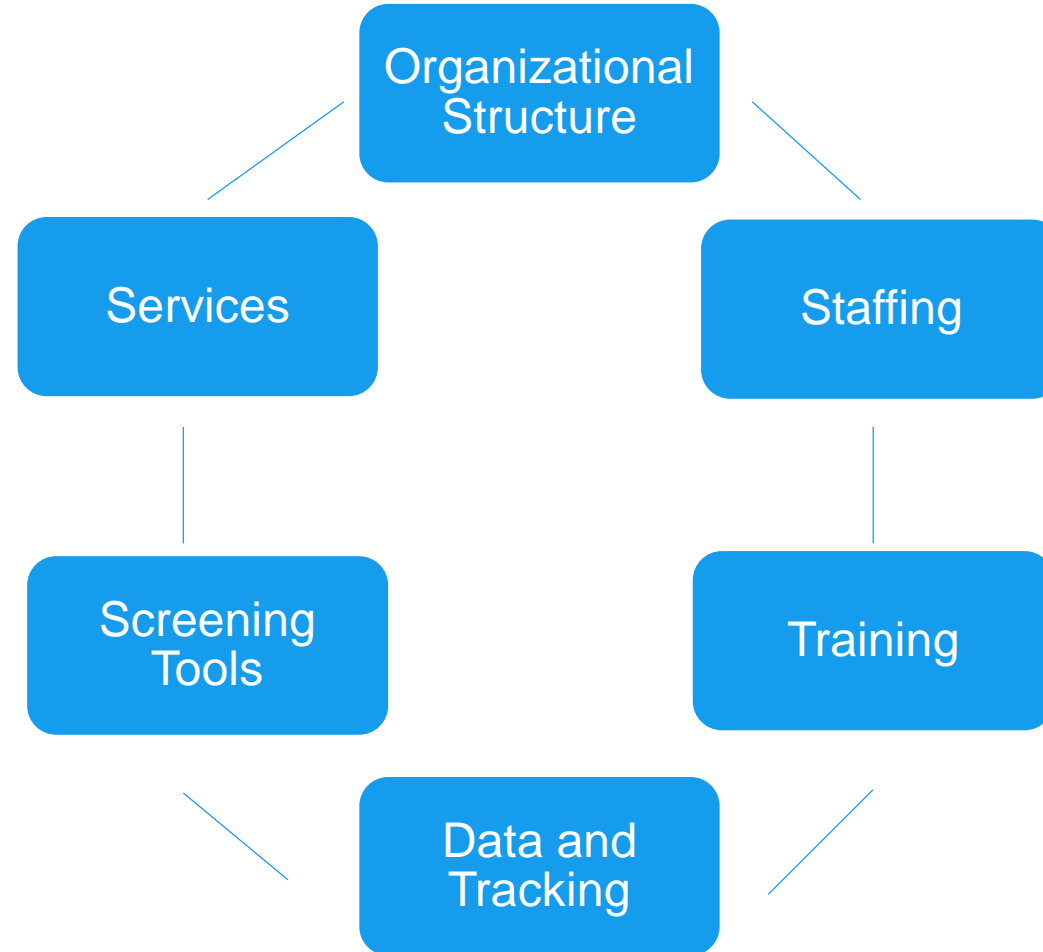 Organizational
Structure
Services
Staffing
Screening
Tools
Training
Data and
Tracking